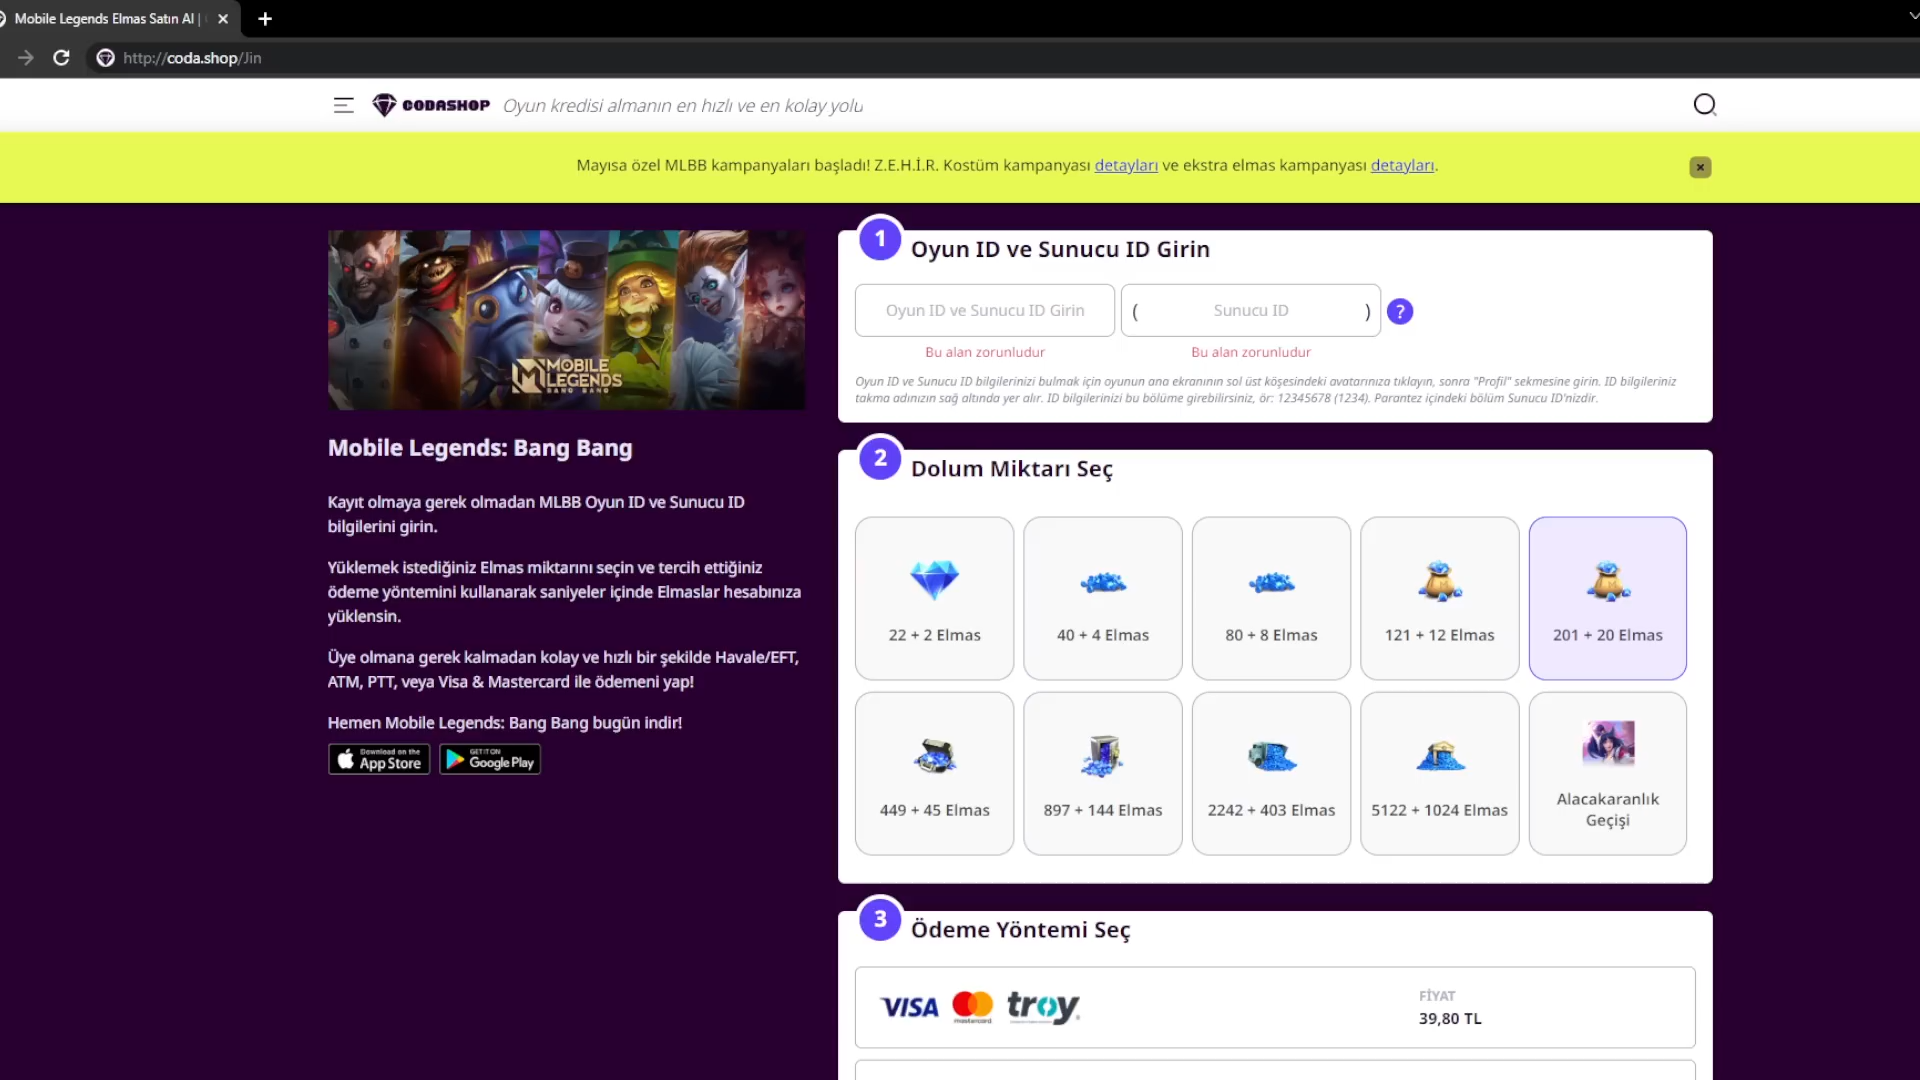 Mobile Legends Elmas Satın Al |
http://coda.shop/Jin
CODASHOP Oyun kredisi almanın en hızlı ve en kolay yolu
Mayısa özel MLBB kampanyaları başladı! Z.E.H.İ.R. Kostüm kampanyası detayları ve ekstra elmas kampanyası detayları.
MOBILE
LEGENDS
BANG BANG
Mobile Legends: Bang Bang
Kayıt olmaya gerek olmadan MLBB Oyun ID ve Sunucu ID
bilgilerini girin.
Yüklemek istediğiniz Elmas miktarını seçin ve tercih ettiğiniz
ödeme yöntemini kullanarak saniyeler içinde Elmaslar hesabınıza
yüklensin.
Üye olmana gerek kalmadan kolay ve hızlı bir şekilde Havale/EFT,
ATM, PTT, veya Visa & Mastercard ile ödemeni yap!
Hemen Mobile Legends: Bang Bang bugün indir!
Download on the
App Store
GET IT ON
Google Play
1 Oyun ID ve Sunucu ID Girin
Oyun ID ve Sunucu ID Girin ( Sunucu ID ) ?
Bu alan zorunludur Bu alan zorunludur
Oyun ID ve Sunucu ID bilgilerinizi bulmak için oyunun ana ekranının sol üst köşesindeki avatarınıza tıklayın, sonra "Profil" sekmesine girin. ID bilgileriniz
takma adınızın sağ altında yer alır. ID bilgilerinizi bu bölüme girebilirsiniz, ör: 12345678 (1234). Parantez içindeki bölüm Sunucu ID'nizdir.
2 Dolum Miktarı Seç
22 + 2 Elmas 40 + 4 Elmas 80 + 8 Elmas 121 + 12 Elmas 201 + 20 Elmas
449 + 45 Elmas 897 + 144 Elmas 2242 + 403 Elmas 5122 + 1024 Elmas Alacakaranlık
Geçişi
3 Ödeme Yöntemi Seç
VISA mastercard troy
FİYAT
39,80 TL